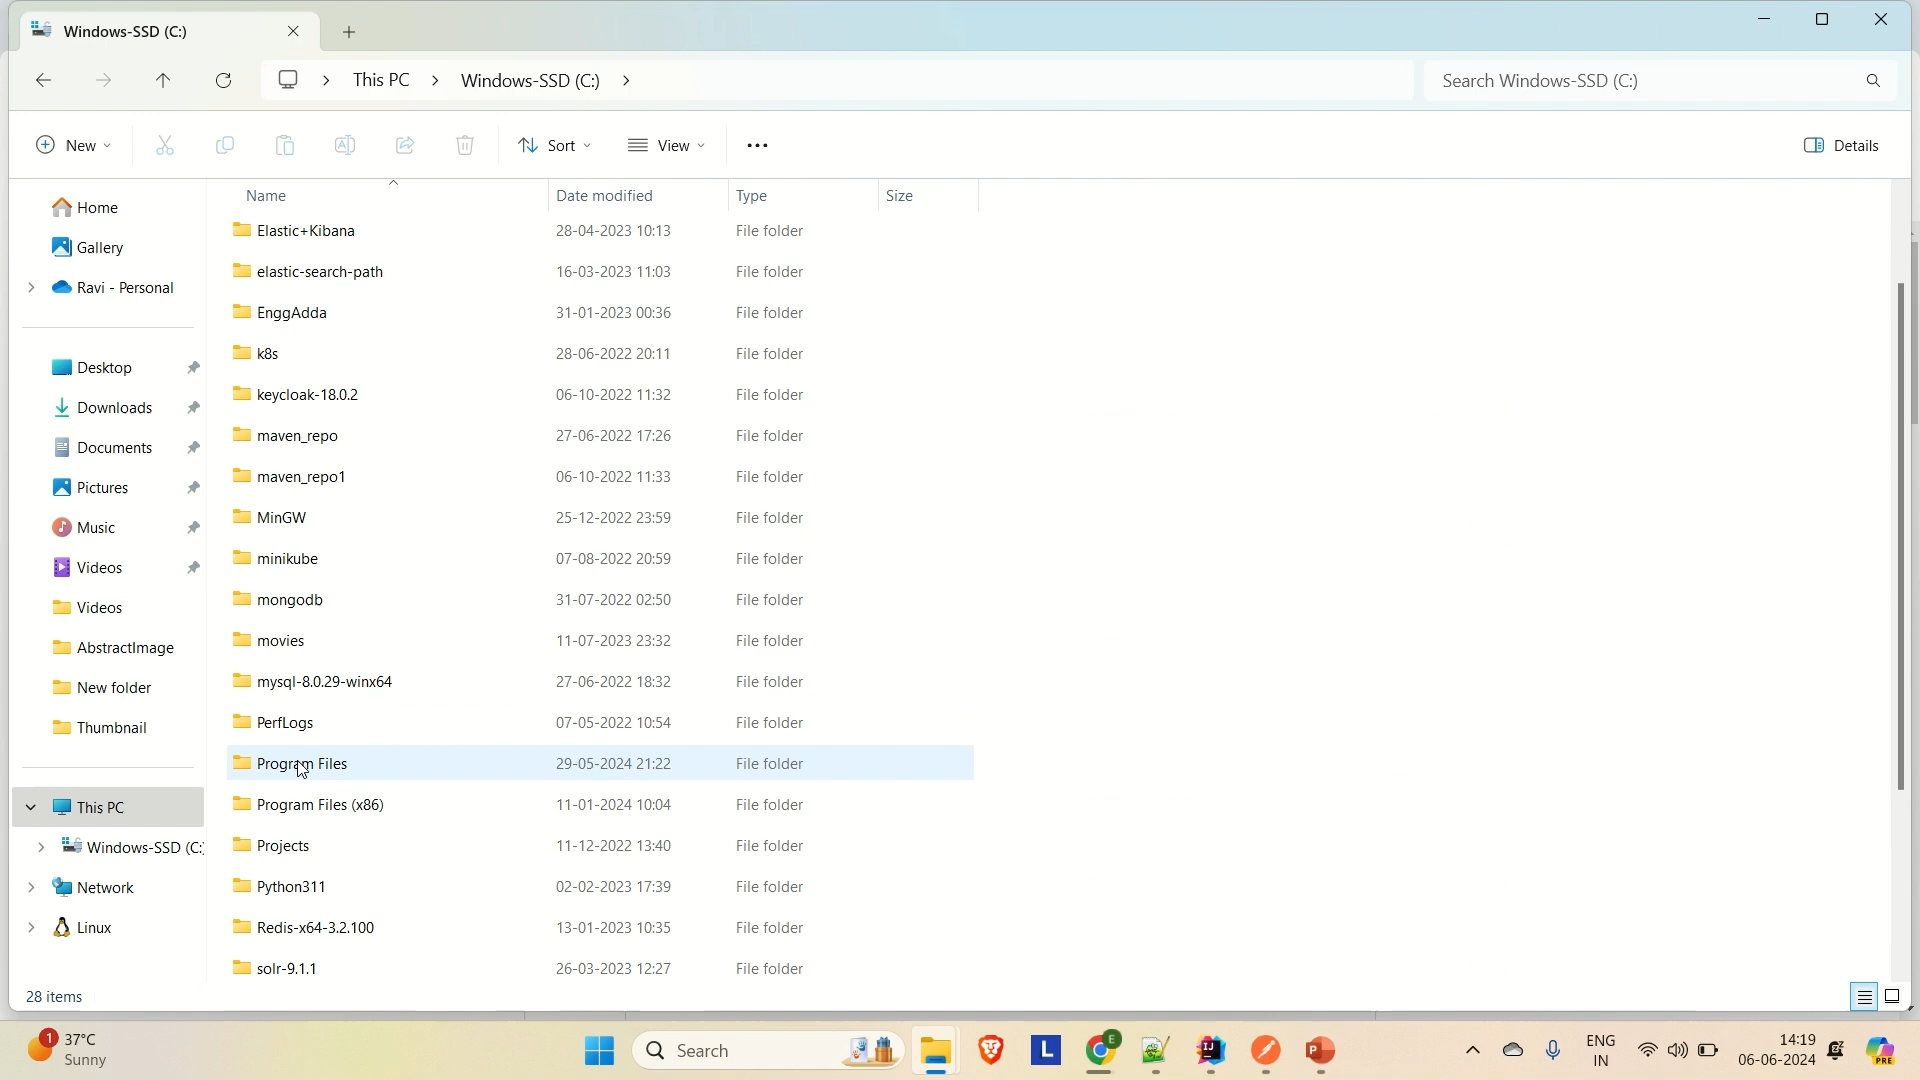 Windows-SSD (C:)
This PC > Windows-SSD (C:) >
Search Windows-SSD (C:)
New
Sort
View
Details
Name Date modified Type Size
Home
Gallery
Ravi - Personal
Desktop
Downloads
Documents
Pictures
Music
Videos
Videos
AbstractImage
New folder
Thumbnail
This PC
Windows-SSD (C:)
Network
Linux
Elastic+Kibana 28-04-2023 10:13 File folder
elastic-search-path 16-03-2023 11:03 File folder
EnggAdda 31-01-2023 00:36 File folder
k8s 28-06-2022 20:11 File folder
keycloak-18.0.2 06-10-2022 11:32 File folder
maven_repo 27-06-2022 17:26 File folder
maven_repo1 06-10-2022 11:33 File folder
MinGW 25-12-2022 23:59 File folder
minikube 07-08-2022 20:59 File folder
mongodb 31-07-2022 02:50 File folder
movies 11-07-2023 23:32 File folder
mysql-8.0.29-winx64 27-06-2022 18:32 File folder
PerfLogs 07-05-2022 10:54 File folder
Program Files 29-05-2024 21:22 File folder
Program Files (x86) 11-01-2024 10:04 File folder
Projects 11-12-2022 13:40 File folder
Python311 02-02-2023 17:39 File folder
Redis-x64-3.2.100 13-01-2023 10:35 File folder
solr-9.1.1 26-03-2023 12:27 File folder
28 items
1
37°C
Sunny
Search
L
E
IJ
P
ENG
IN
14:19
06-06-2024
PRE